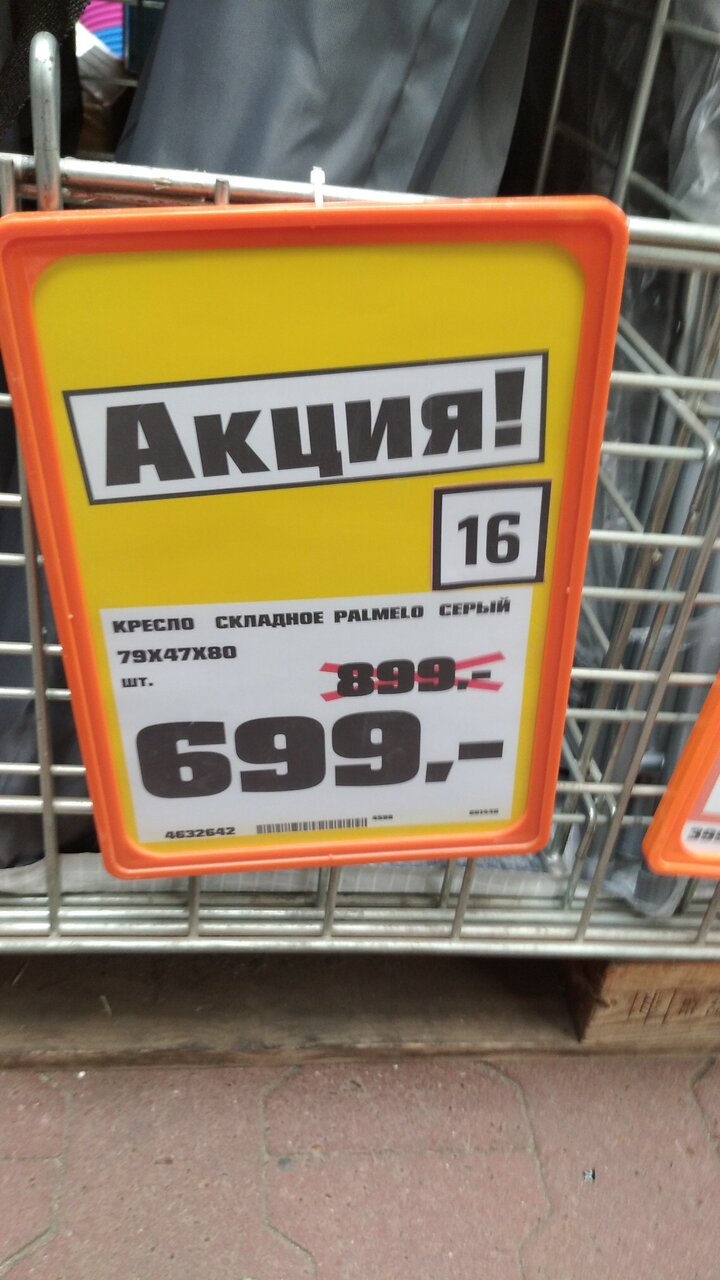 Акция!
16
КРЕСЛО СКЛАДНОЕ PALMELO СЕРЫЙ
79X47X80
шт.
899,-
699,-
4632642